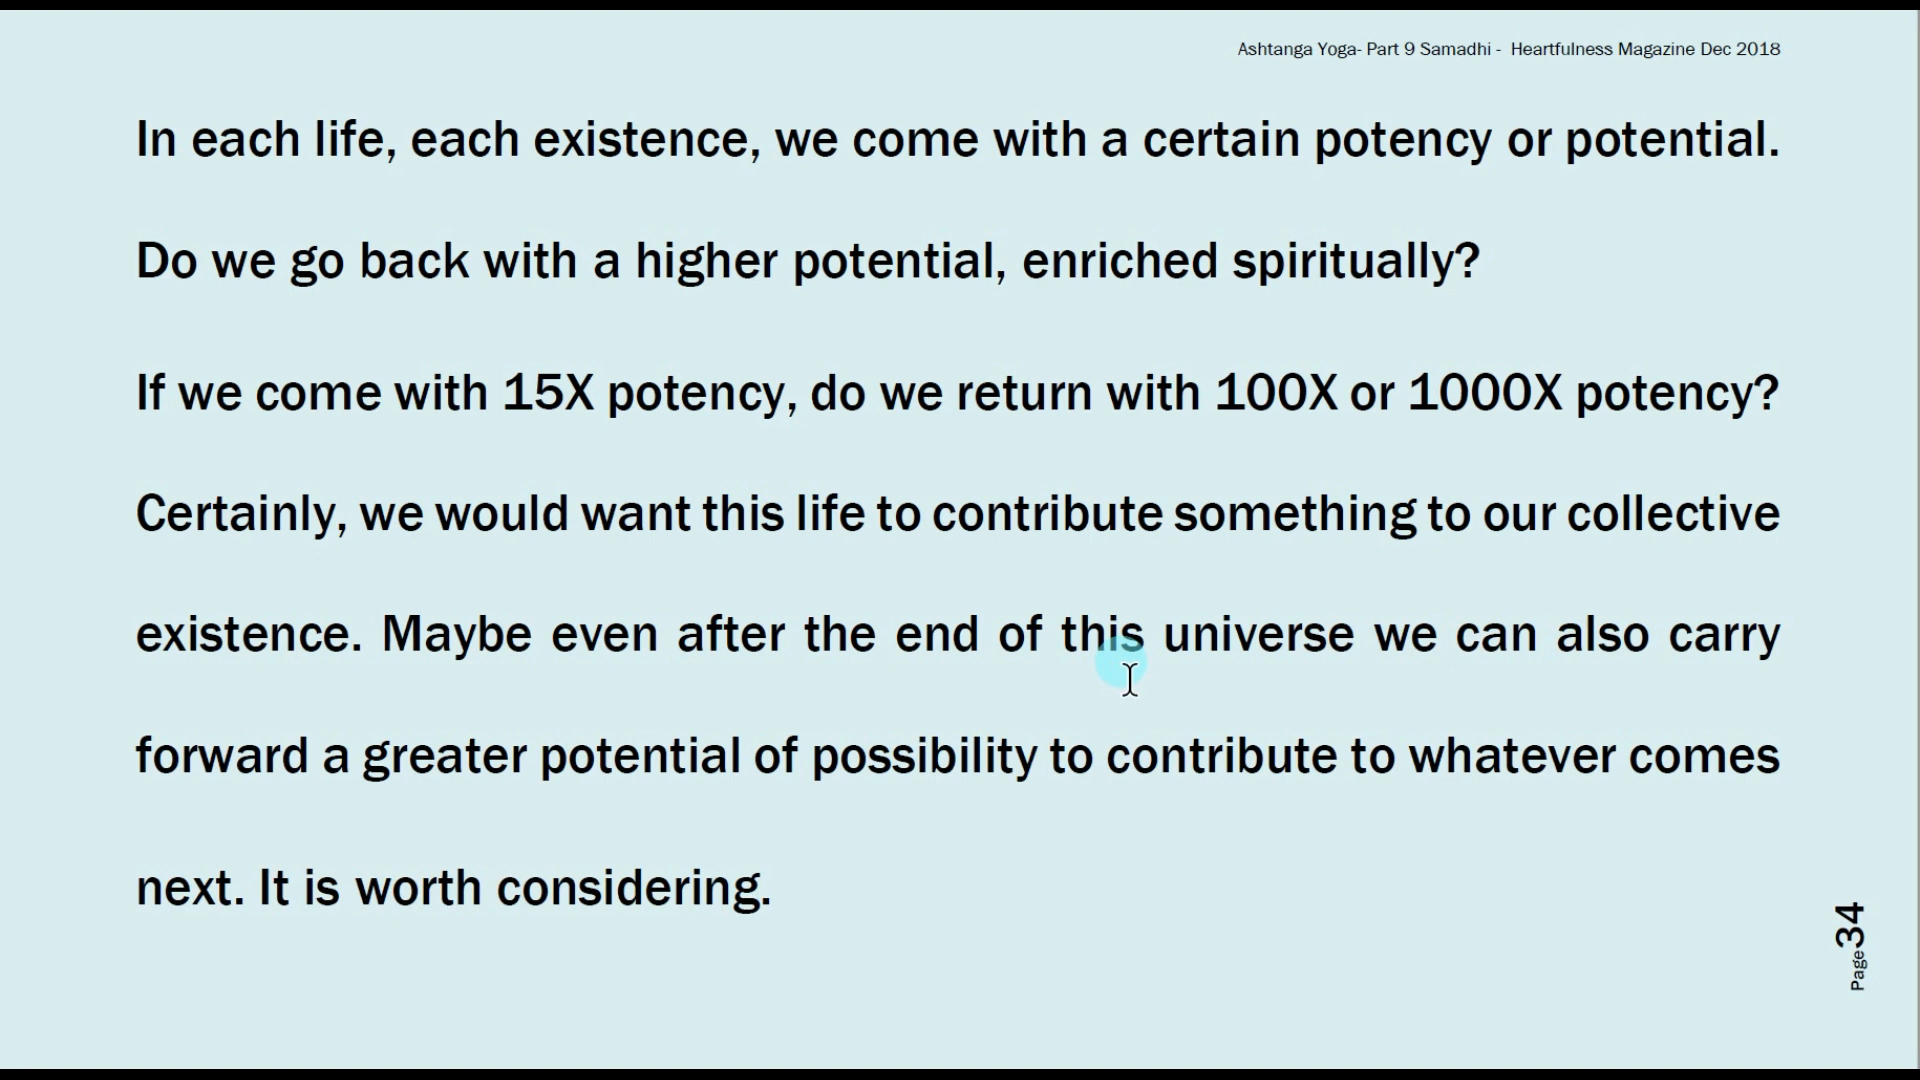 Ashtanga Yoga- Part 9 Samadhi - Heartfulness Magazine Dec 2018
In each life, each existence, we come with a certain potency or potential.
Do we go back with a higher potential, enriched spiritually?
If we come with 15X potency, do we return with 100X or 1000X potency?
Certainly, we would want this life to contribute something to our collective
existence. Maybe even after the end of this universe we can also carry
forward a greater potential of possibility to contribute to whatever comes
next. It is worth considering.
Page34